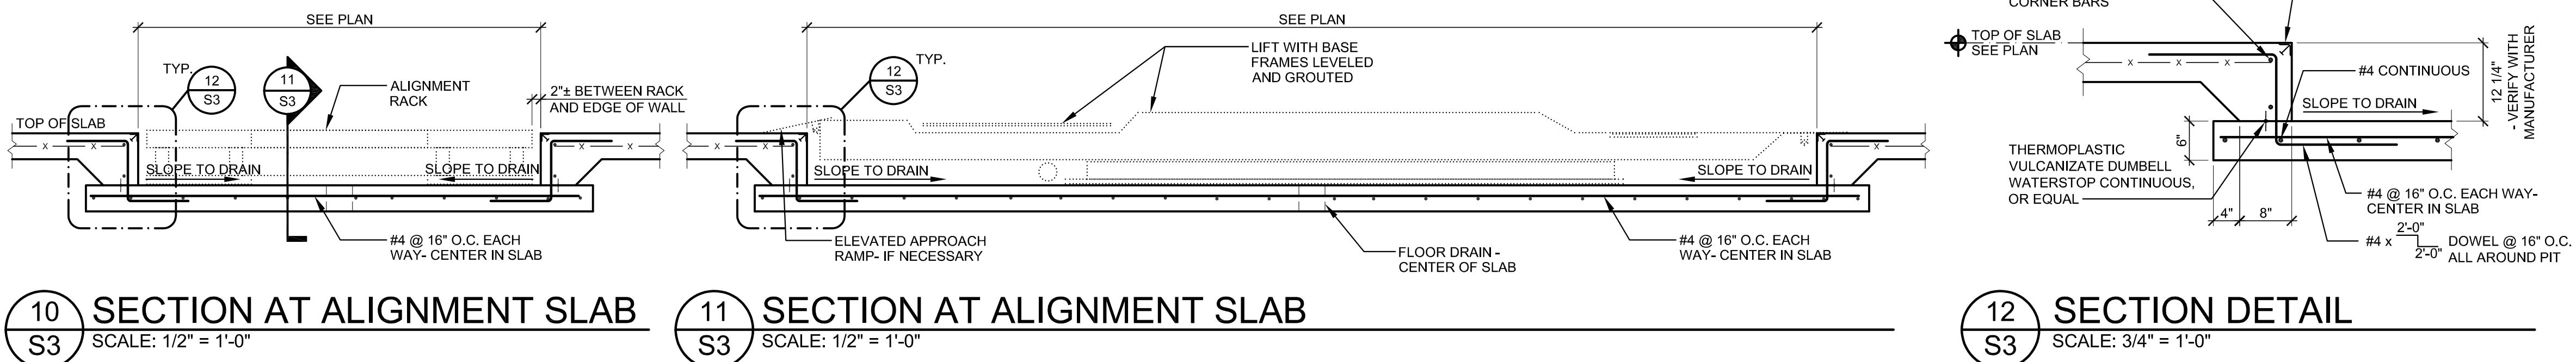 SEE PLAN
TYP.
12
S3
11
S3
ALIGNMENT
RACK
2"± BETWEEN RACK
AND EDGE OF WALL
TOP OF SLAB
X
X
X
SLOPE TO DRAIN
SLOPE TO DRAIN
#4 @ 16" O.C. EACH
WAY- CENTER IN SLAB
10
S3
SECTION AT ALIGNMENT SLAB
SCALE: 1/2" = 1'-0"
SEE PLAN
12
S3
TYP.
LIFT WITH BASE
FRAMES LEVELED
AND GROUTED
X
X
X
SLOPE TO DRAIN
SLOPE TO DRAIN
ELEVATED APPROACH
RAMP- IF NECESSARY
FLOOR DRAIN -
CENTER OF SLAB
#4 @ 16" O.C. EACH
WAY- CENTER IN SLAB
11
S3
SECTION AT ALIGNMENT SLAB
SCALE: 1/2" = 1'-0"
CORNER BARS
TOP OF SLAB
SEE PLAN
X
X
X
#4 CONTINUOUS
SLOPE TO DRAIN
12 1/4"
- VERIFY WITH
MANUFACTURER
6"
THERMOPLASTIC
VULCANIZATE DUMBELL
WATERSTOP CONTINUOUS,
OR EQUAL
4"
8"
#4 @ 16" O.C. EACH WAY-
CENTER IN SLAB
#4 x 2'-0" 2'-0" DOWEL @ 16" O.C.
ALL AROUND PIT
12
S3
SECTION DETAIL
SCALE: 3/4" = 1'-0"